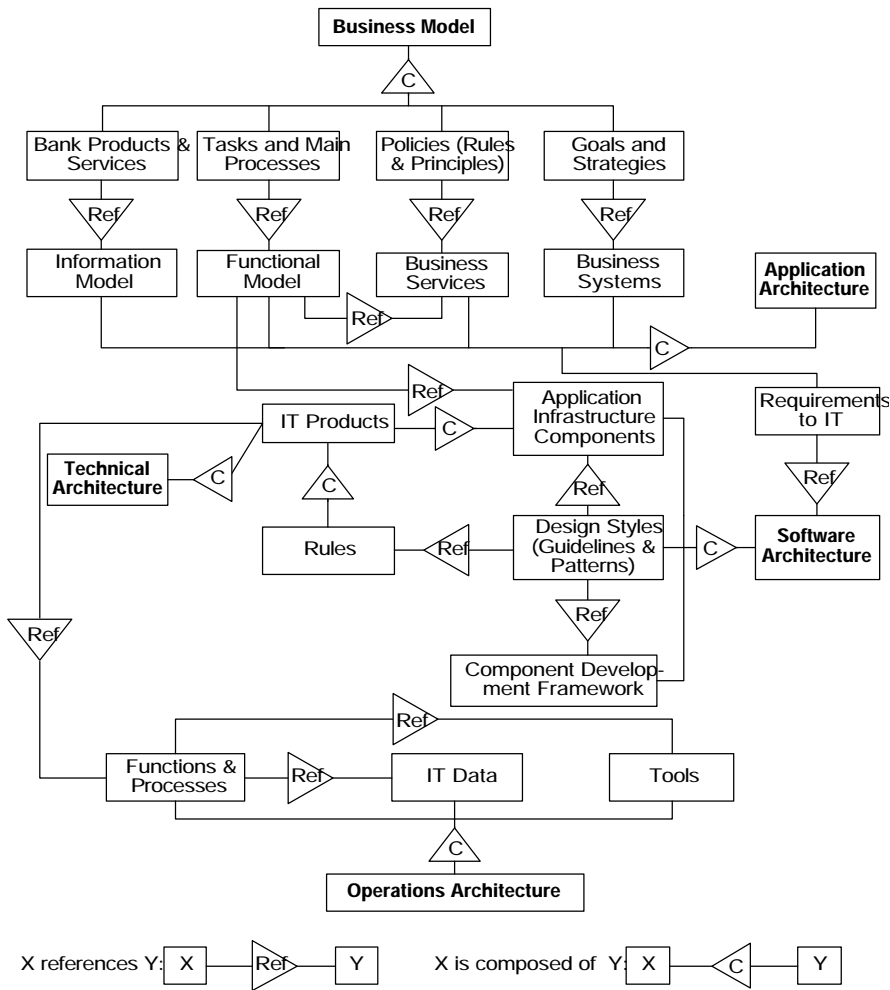 Business Model
C
Bank Products & Services
Tasks and Main Processes
Policies (Rules & Principles)
Goals and Strategies
Ref
Ref
Ref
Ref
Information Model
Functional Model
Business Services
Business Systems
Application Architecture
Ref
C
Ref
IT Products
C
Application Infrastructure Components
Requirements to IT
Technical Architecture
C
C
Ref
Ref
Rules
Ref
Design Styles (Guidelines & Patterns)
C
Software Architecture
Ref
Ref
Component Develop-
ment Framework
Ref
Functions & Processes
Ref
IT Data
Tools
C
Operations Architecture
X references Y: X Ref Y
X is composed of Y: X C Y